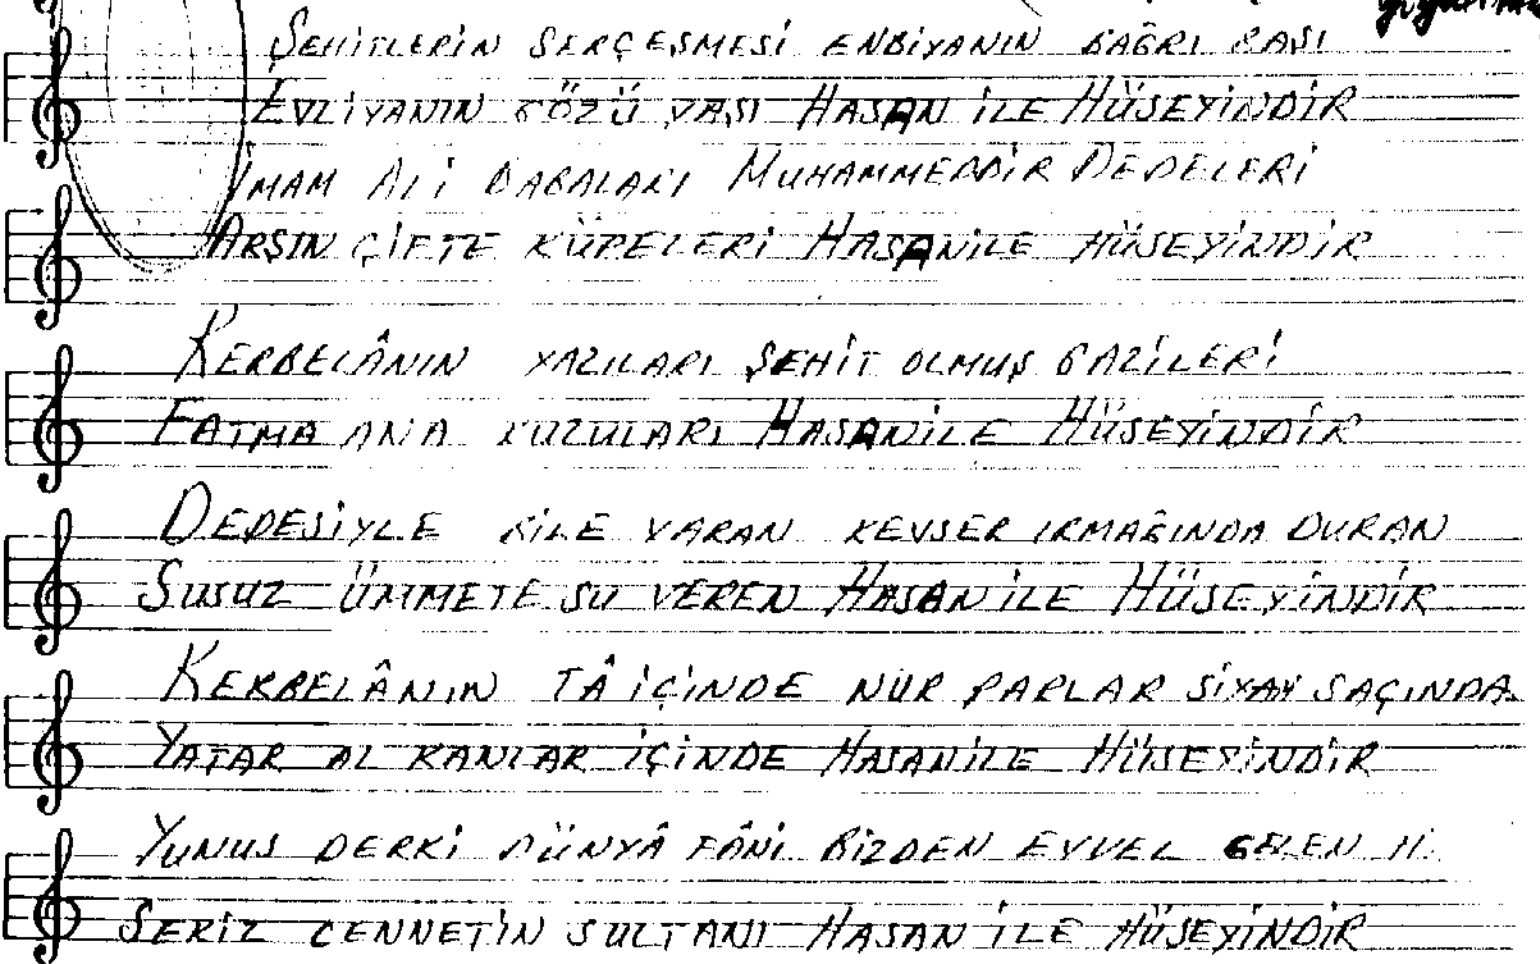 ŞEHİTLERİN SERÇEŞMESİ ENBİYANIN BAĞRI BAŞI
EVLİYANIN GÖZÜ YAŞI HASAN İLE HÜSEYİNDİR
İMAM ALİ BABALARI MUHAMMEDDİR DEDELERİ
ARŞIN ÇİFTE KÜPELERİ HASANİLE HÜSEYİNDİR
KERBELÂNIN YAZILARI ŞEHİT OLMUŞ GAZİLERİ
FATMA ANA KUZULARI HASANİLE HÜSEYİNDİR
DEDESİYLE BİLE VARAN KEVSER IRMAĞINDA DURAN
SUSUZ ÜMMETE SU VEREN HASAN İLE HÜSEYİNDİR
KERBELÂNIN TÂ İÇİNDE NUR PARLAR SİYAH SAÇINDA
YATAR AL KANLAR İÇİNDE HASANİLE HÜSEYİNDİR
YUNUS DERKİ DÜNYÂ FÂNİ BİZDEN EVVEL GELEN
SEKİZ CENNETİN SULTANI HASAN İLE HÜSEYİNDİR